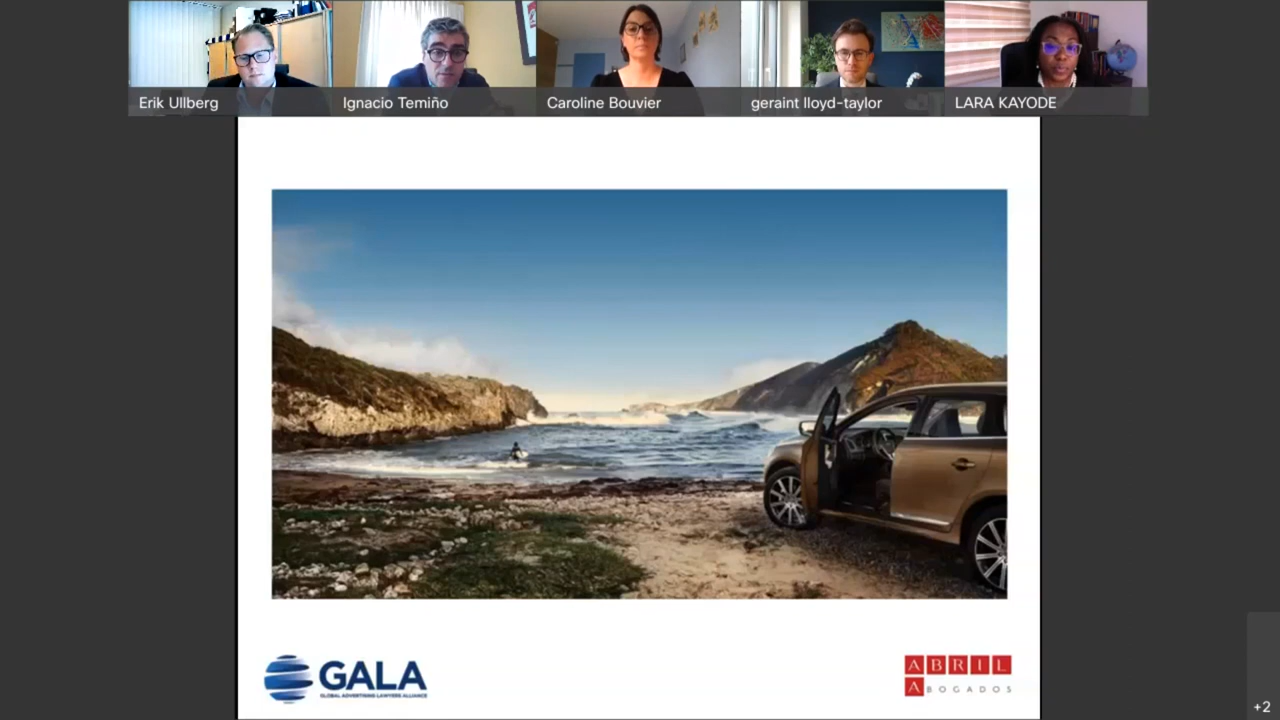 Erik Ullberg
Ignacio Temiño
Caroline Bouvier
geraint lloyd-taylor
LARA KAYODE
GALA
GLOBAL ADVERTISING LAWYERS ALLIANCE
ABRIL
ABOGADOS
+2